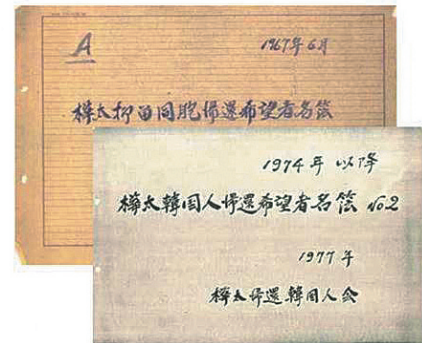 A
1967年6月
樺太抑留同胞帰還希望者名簿
1974年 以降
樺太韓国人帰還希望者名簿 No2
1977年
樺太帰還韓国人会